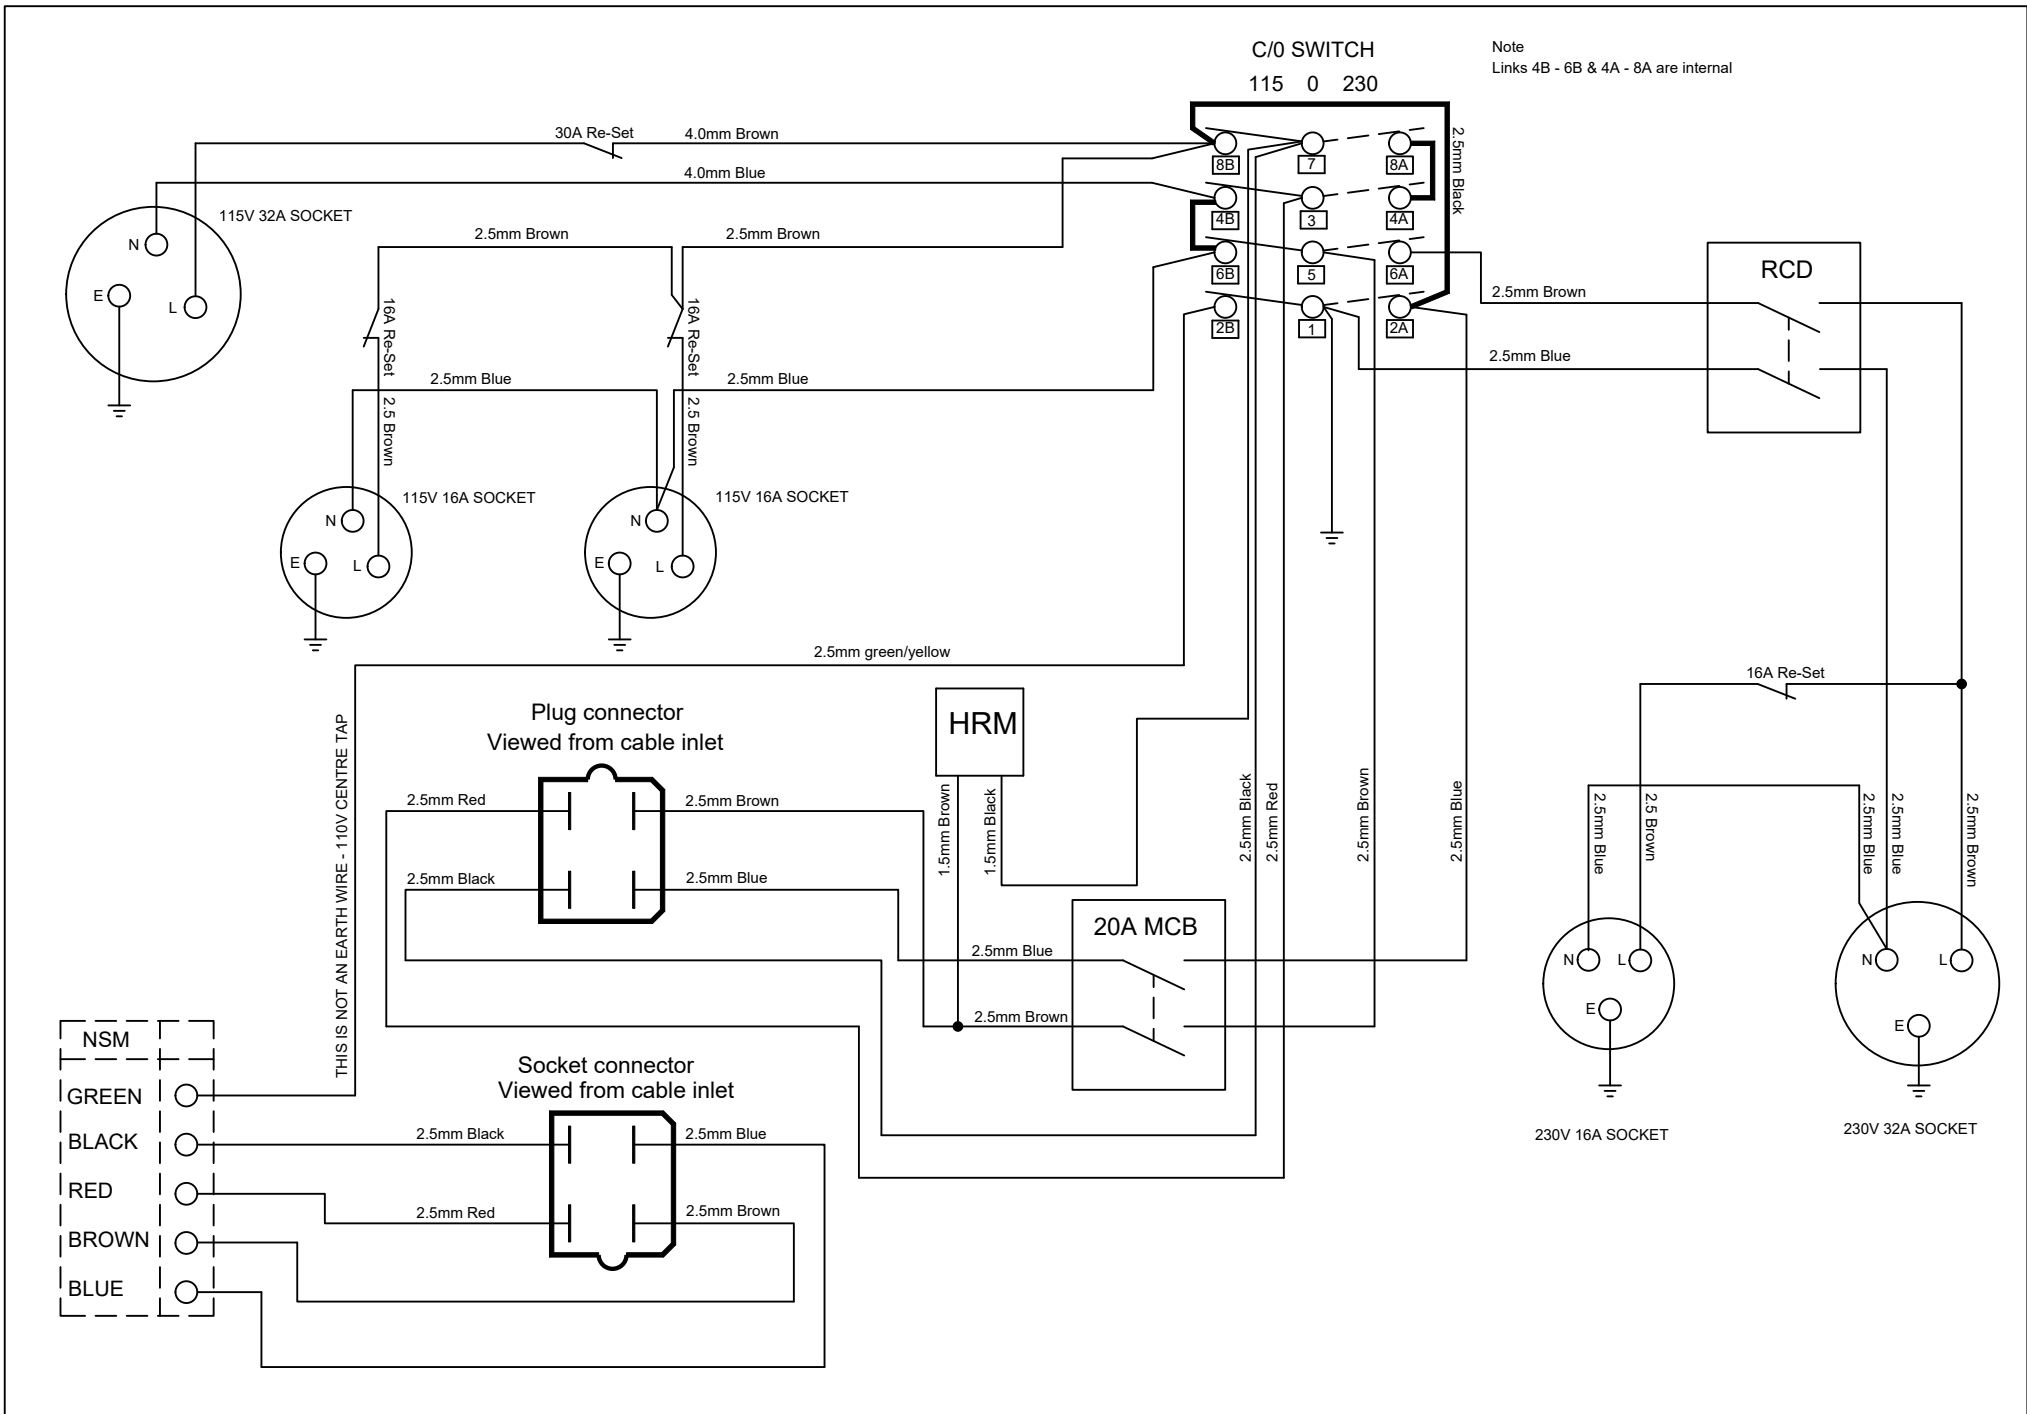 C/0 SWITCH
115 0 230
Note
Links 4B - 6B & 4A - 8A are internal
30A Re-Set
4.0mm Brown
4.0mm Blue
8B
7
8A
4B
3
4A
6B
5
6A
2B
1
2A
2.5mm Black
115V 32A SOCKET
N
E
L
2.5mm Brown
2.5mm Brown
16A Re-Set
16A Re-Set
2.5mm Blue
2.5mm Blue
2.5 Brown
2.5 Brown
115V 16A SOCKET
N
E
L
115V 16A SOCKET
N
E
L
RCD
2.5mm Brown
2.5mm Blue
2.5mm green/yellow
THIS IS NOT AN EARTH WIRE - 110V CENTRE TAP
Plug connector
Viewed from cable inlet
2.5mm Red
2.5mm Brown
2.5mm Black
2.5mm Blue
HRM
1.5mm Brown
1.5mm Black
2.5mm Black
2.5mm Red
2.5mm Brown
2.5mm Blue
20A MCB
2.5mm Blue
2.5mm Brown
16A Re-Set
2.5mm Blue
2.5 Brown
2.5mm Blue
2.5mm Blue
2.5mm Brown
N
L
E
230V 16A SOCKET
N
L
E
230V 32A SOCKET
NSM
GREEN
BLACK
RED
BROWN
BLUE
Socket connector
Viewed from cable inlet
2.5mm Black
2.5mm Blue
2.5mm Red
2.5mm Brown